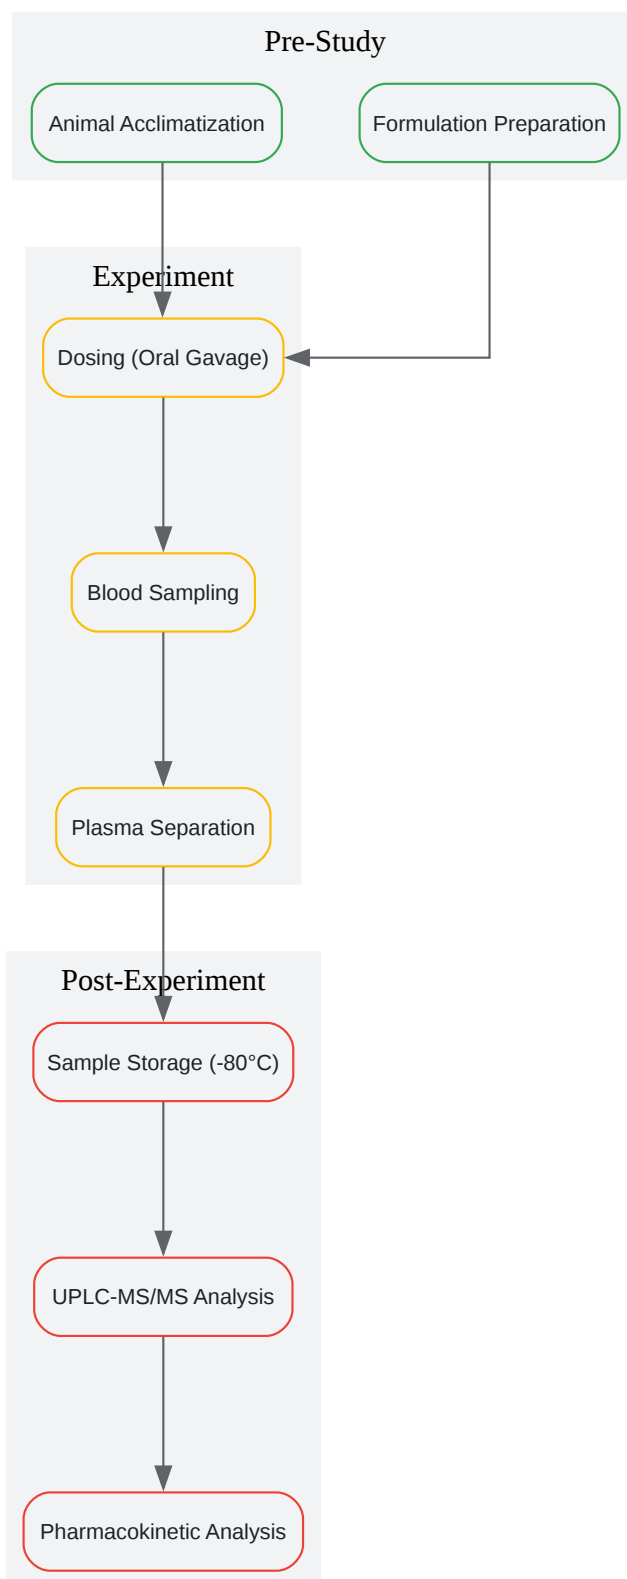 Pre-Study
Animal Acclimatization
Formulation Preparation
Experiment
Dosing (Oral Gavage)
Blood Sampling
Plasma Separation
Post-Experiment
Sample Storage (-80°C)
UPLC-MS/MS Analysis
Pharmacokinetic Analysis